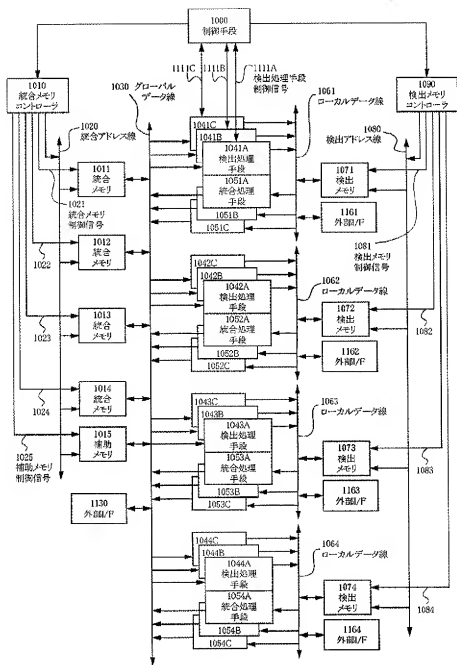 1000
制御手段
1010
統合メモリ
コントローラ
1090
検出メモリ
コントローラ
1111C
1111B
1111A
検出処理手段
制御信号
1030 グローバル
データ線
1061
ローカルデータ線
1020
統合アドレス線
1080
検出アドレス線
1041C
1041B
1041A
検出処理
手段
1051A
統合処理
手段
1051B
1051C
1011
統合
メモリ
1071
検出
メモリ
1161
外部I/F
1021
統合メモリ
制御信号
1081
検出メモリ
制御信号
1012
統合
メモリ
1022
1042C
1042B
1042A
検出処理
手段
1052A
統合処理
手段
1052B
1052C
1062
ローカルデータ線
1072
検出
メモリ
1082
1162
外部I/F
1013
統合
メモリ
1023
1014
統合
メモリ
1024
1015
補助
メモリ
1025
補助メモリ
制御信号
1043C
1043B
1043A
検出処理
手段
1053A
統合処理
手段
1053B
1053C
1063
ローカルデータ線
1073
検出
メモリ
1083
1163
外部I/F
1130
外部I/F
1044C
1044B
1044A
検出処理
手段
1054A
統合処理
手段
1054B
1054C
1064
ローカルデータ線
1074
検出
メモリ
1084
1164
外部I/F